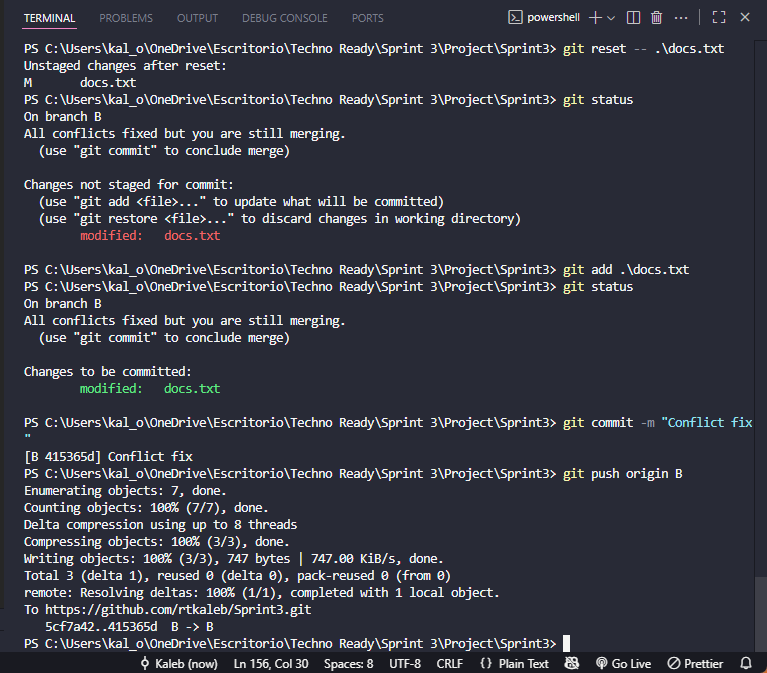 TERMINAL PROBLEMS OUTPUT DEBUG CONSOLE PORTS powershell
PS C:\Users\kal_o\OneDrive\Escritorio\Techno Ready\Sprint 3\Project\Sprint3> git reset -- .\docs.txt
Unstaged changes after reset:
M       docs.txt
PS C:\Users\kal_o\OneDrive\Escritorio\Techno Ready\Sprint 3\Project\Sprint3> git status
On branch B
All conflicts fixed but you are still merging.
  (use "git commit" to conclude merge)
Changes not staged for commit:
  (use "git add <file>..." to update what will be committed)
  (use "git restore <file>..." to discard changes in working directory)
        modified:   docs.txt
PS C:\Users\kal_o\OneDrive\Escritorio\Techno Ready\Sprint 3\Project\Sprint3> git add .\docs.txt
PS C:\Users\kal_o\OneDrive\Escritorio\Techno Ready\Sprint 3\Project\Sprint3> git status
On branch B
All conflicts fixed but you are still merging.
  (use "git commit" to conclude merge)
Changes to be committed:
        modified:   docs.txt
PS C:\Users\kal_o\OneDrive\Escritorio\Techno Ready\Sprint 3\Project\Sprint3> git commit -m "Conflict fix
"
[B 415365d] Conflict fix
PS C:\Users\kal_o\OneDrive\Escritorio\Techno Ready\Sprint 3\Project\Sprint3> git push origin B
Enumerating objects: 7, done.
Counting objects: 100% (7/7), done.
Delta compression using up to 8 threads
Compressing objects: 100% (3/3), done.
Writing objects: 100% (3/3), 747 bytes | 747.00 KiB/s, done.
Total 3 (delta 1), reused 0 (delta 0), pack-reused 0 (from 0)
remote: Resolving deltas: 100% (1/1), completed with 1 local object.
To https://github.com/rtkaleb/Sprint3.git
   5cf7a42..415365d  B -> B
PS C:\Users\kal_o\OneDrive\Escritorio\Techno Ready\Sprint 3\Project\Sprint3>
Kaleb (now) Ln 156, Col 30 Spaces: 8 UTF-8 CRLF {} Plain Text Go Live Prettier